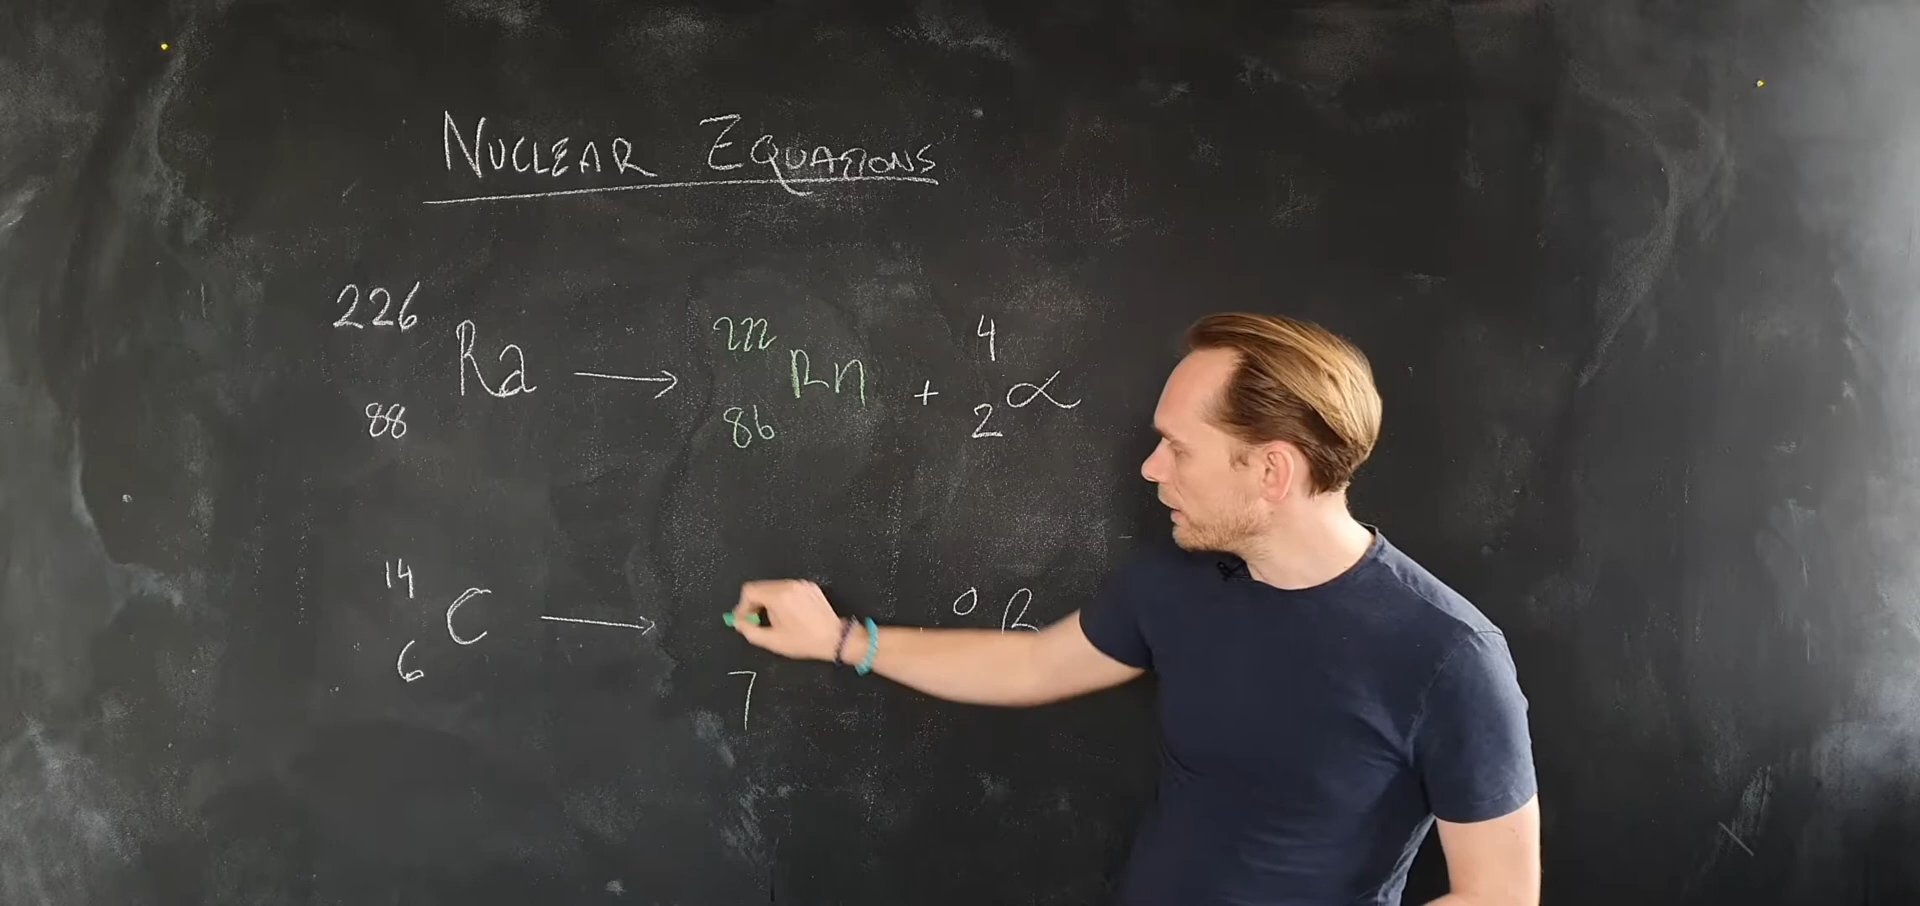 NUCLEAR EQUATIONS
226 88 Ra → 222 86 Rn + 4 2 α
14 6 C → 7 0 β